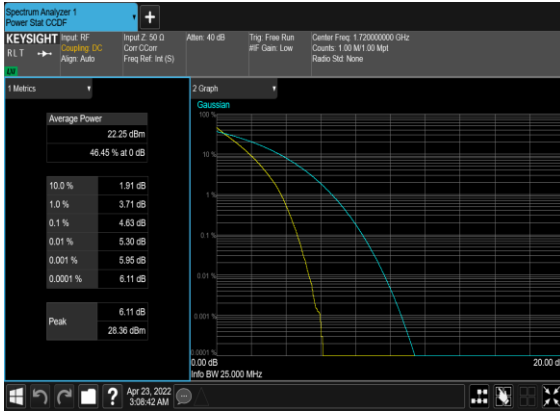 Spectrum Analyzer 1
Power Stat CCDF
KEYSIGHT Input: RF Input Z: 50 Ω Atten: 40 dB Trig: Free Run Center Freq: 1.720000000 GHz
RLT Coupling: DC Corr CCorr #IF Gain: Low Counts: 1.00 M/1.00 Mpt
Align: Auto Freq Ref: Int (S) Radio Std: None
1 Metrics
2 Graph
Average Power
22.25 dBm
46.45 % at 0 dB
10.0 % 1.91 dB
1.0 % 3.71 dB
0.1 % 4.63 dB
0.01 % 5.30 dB
0.001 % 5.95 dB
0.0001 % 6.11 dB
Peak 6.11 dB
28.36 dBm
Gaussian
100 %
10 %
1 %
0.1 %
0.01 %
0.001 %
0.0001 %
0.00 dB 20.00 d
Info BW 25.000 MHz
? Apr 23, 2022
3:08:42 AM